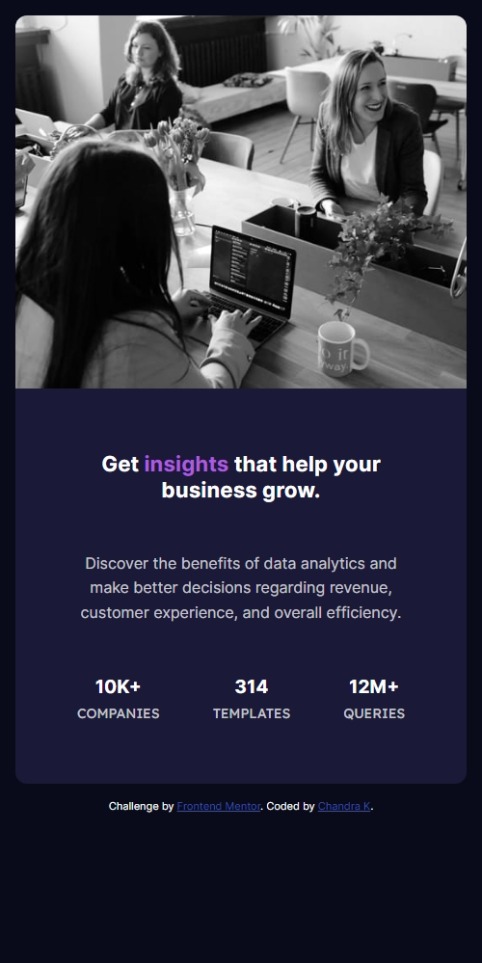 Get insights that help your
business grow.
Discover the benefits of data analytics and
make better decisions regarding revenue,
customer experience, and overall efficiency.
10K+ 314 12M+
COMPANIES TEMPLATES QUERIES
Challenge by Frontend Mentor. Coded by Chandra K.